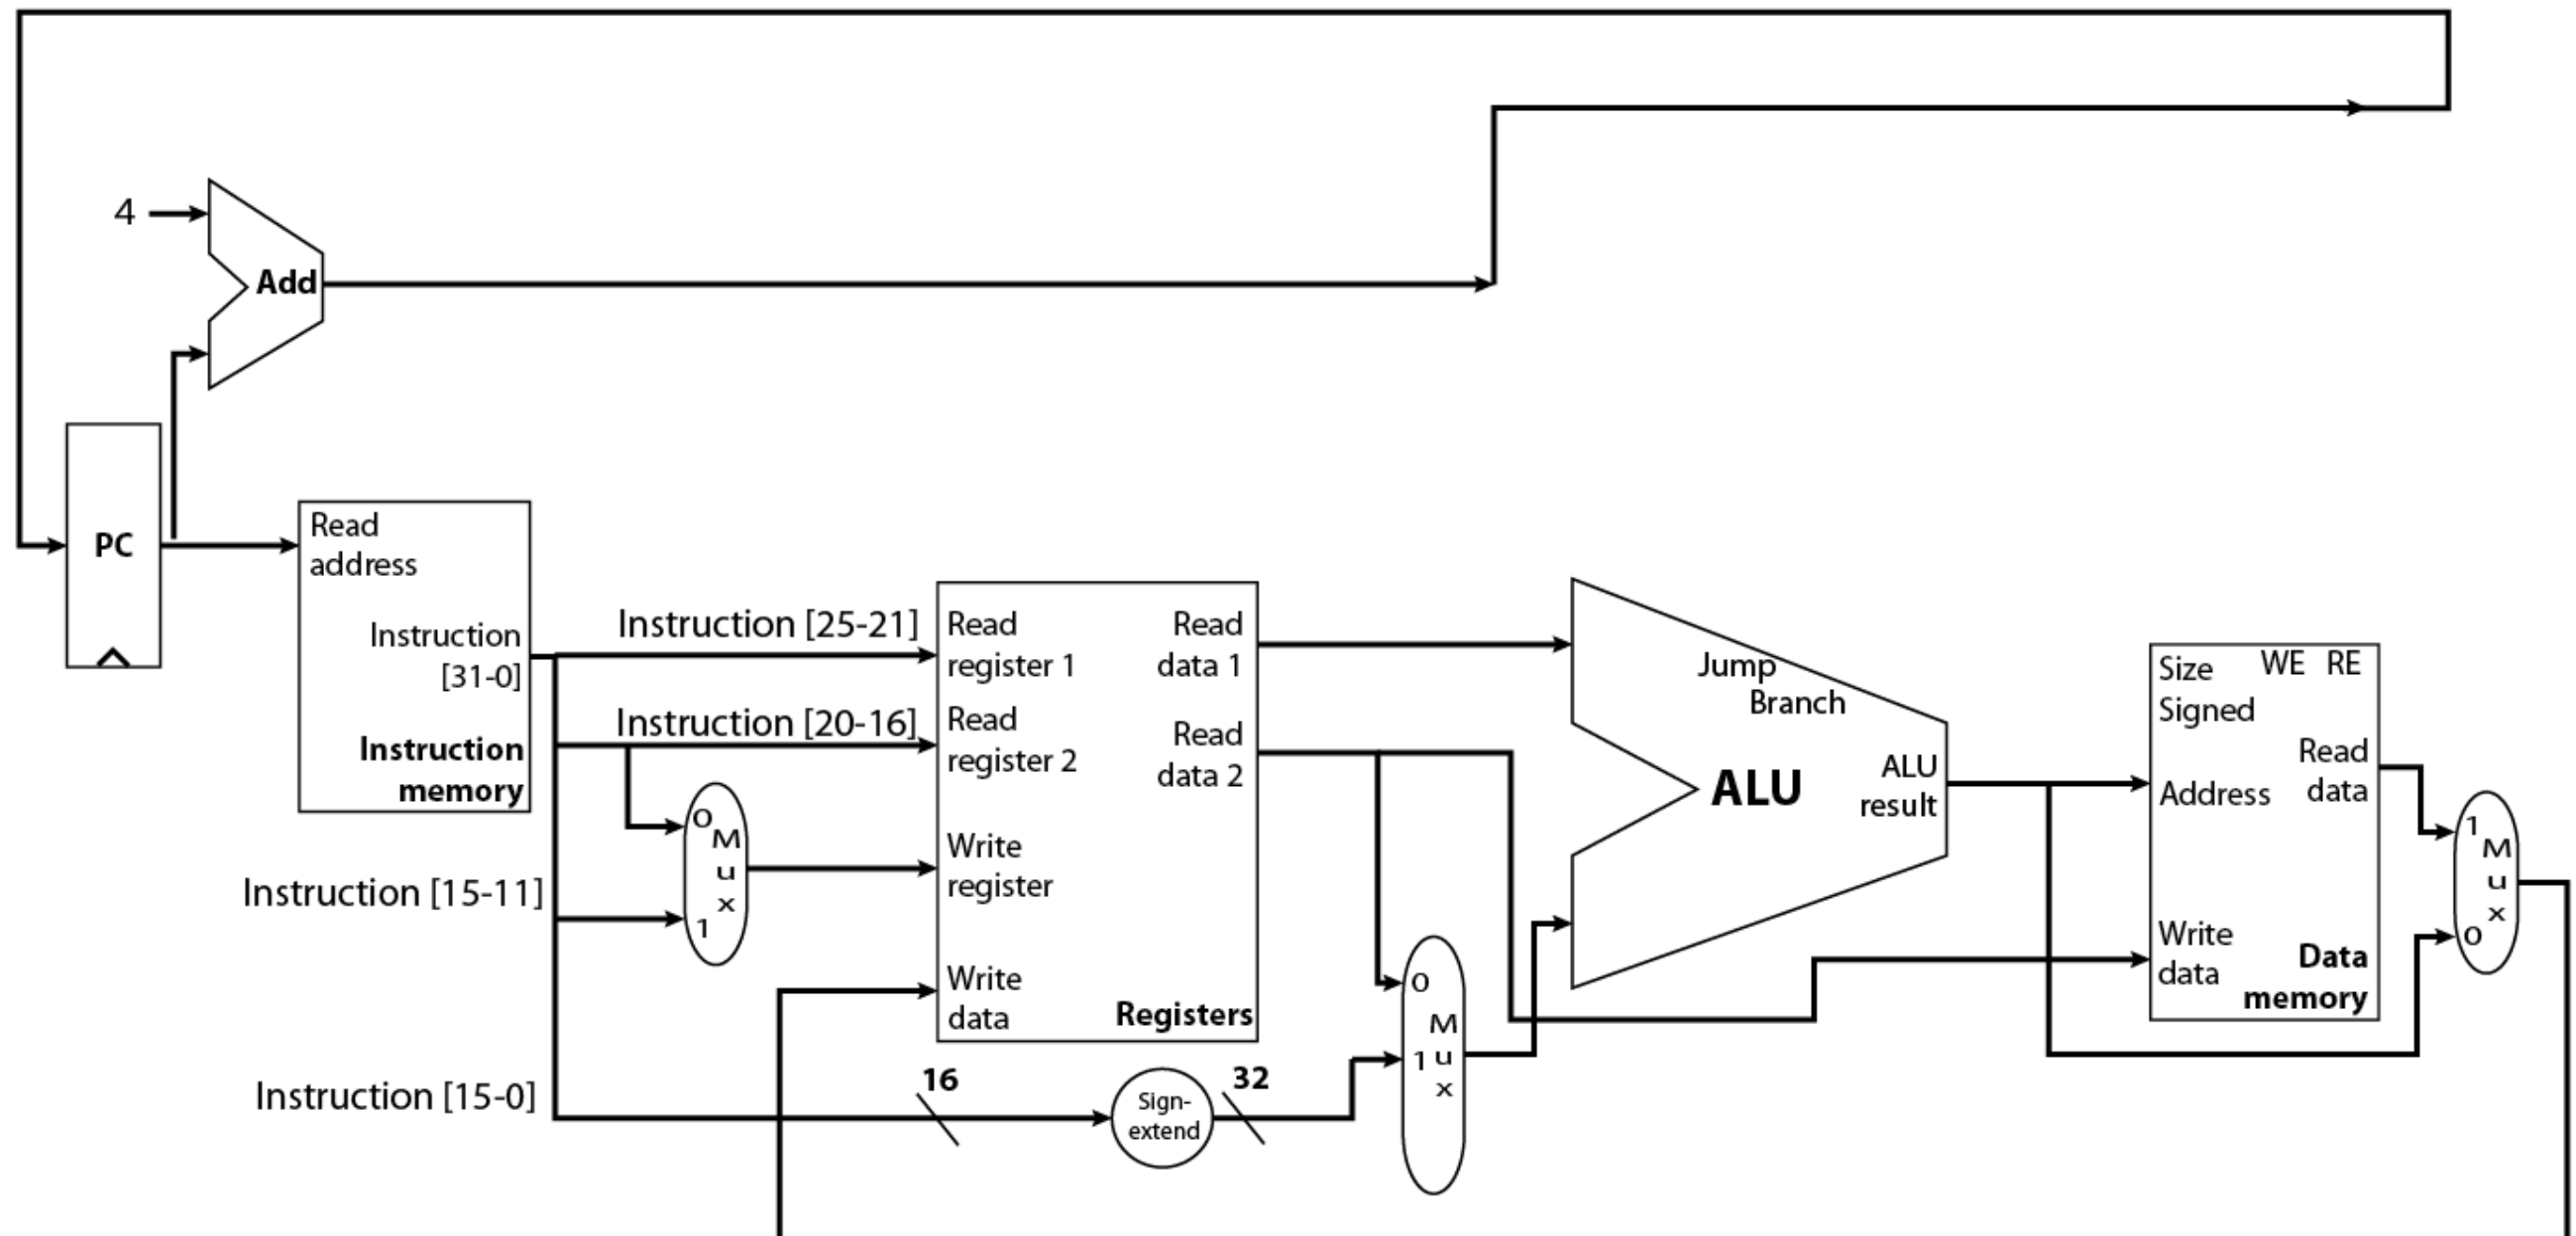 4
Add
PC
Read
address
Instruction
[31-0]
Instruction
memory
Instruction [25-21]
Instruction [20-16]
Instruction [15-11]
Instruction [15-0]
0
M
u
x
1
Read
register 1
Read
register 2
Write
register
Write
data
Read
data 1
Read
data 2
Registers
16
Sign-
extend
32
0
M
1 u
x
Jump
Branch
ALU
ALU
result
Size WE RE
Signed
Read
data
Address
Write
data
Data
memory
1
M
u
x
0